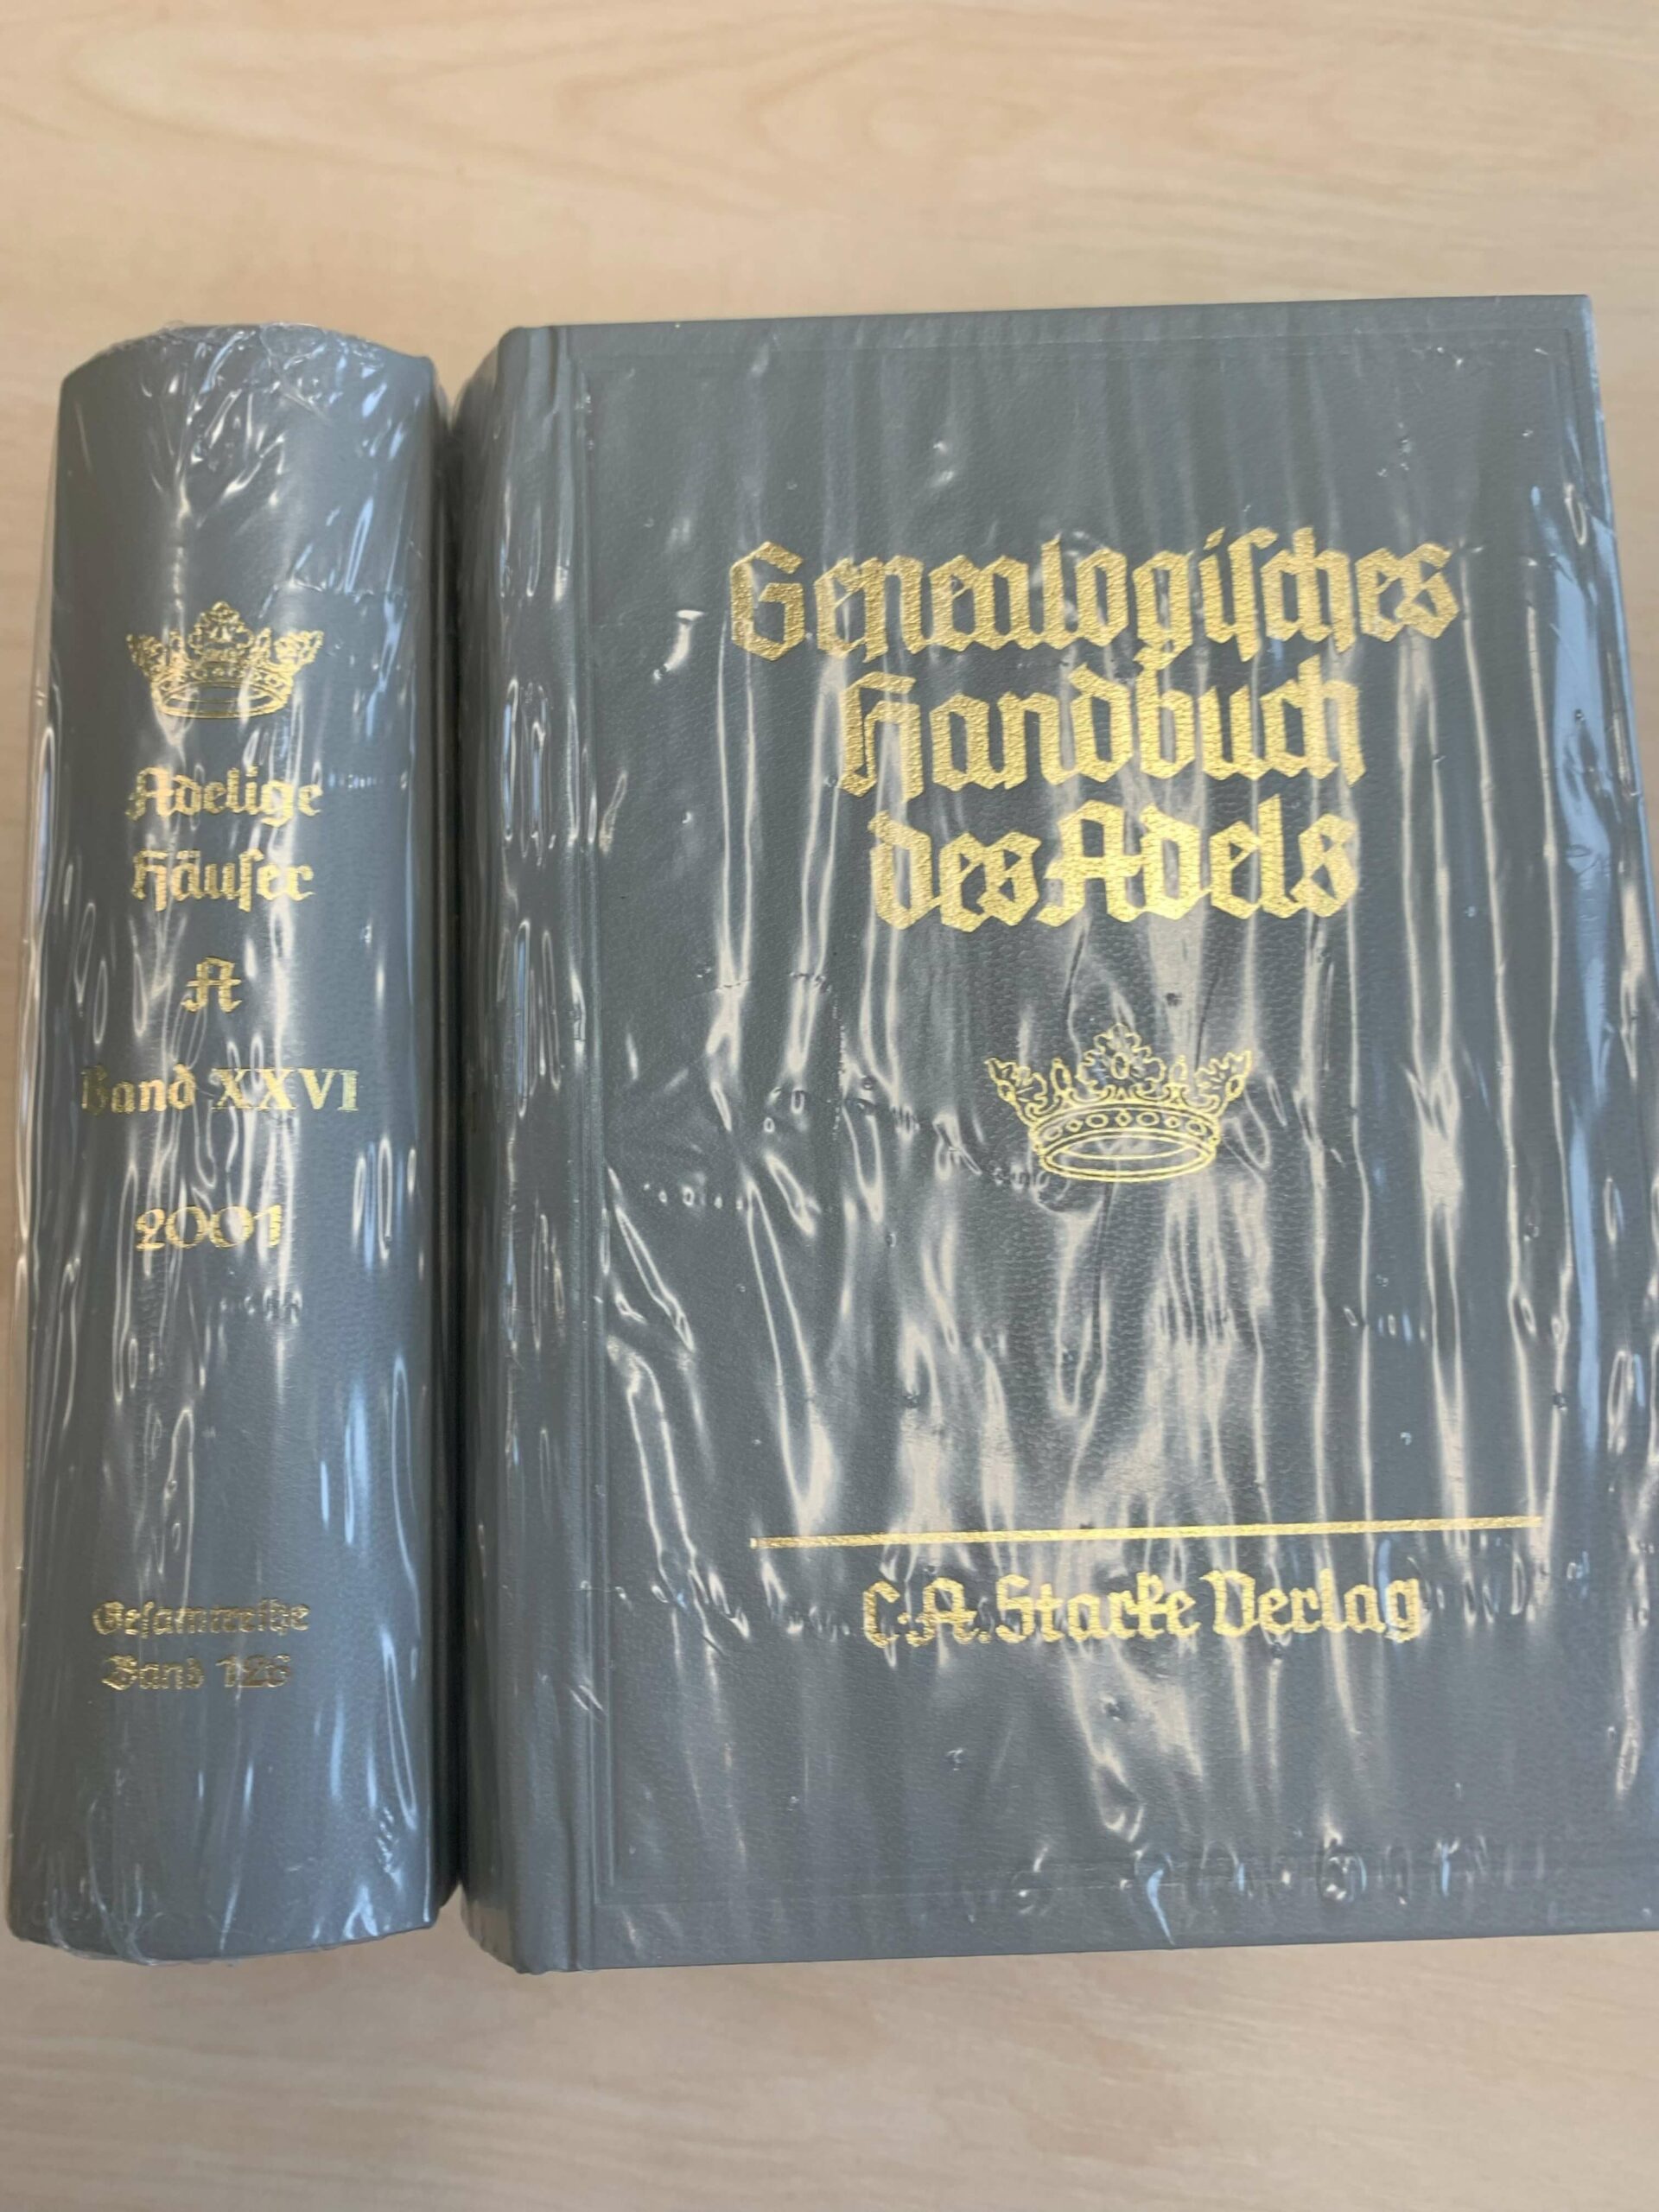 Adelige
Häuſer
A
Band XXVI
2001
Geſamtreihe
Band 126
Genealogiſches
Handbuch
des Adels
C.A. Starke Verlag